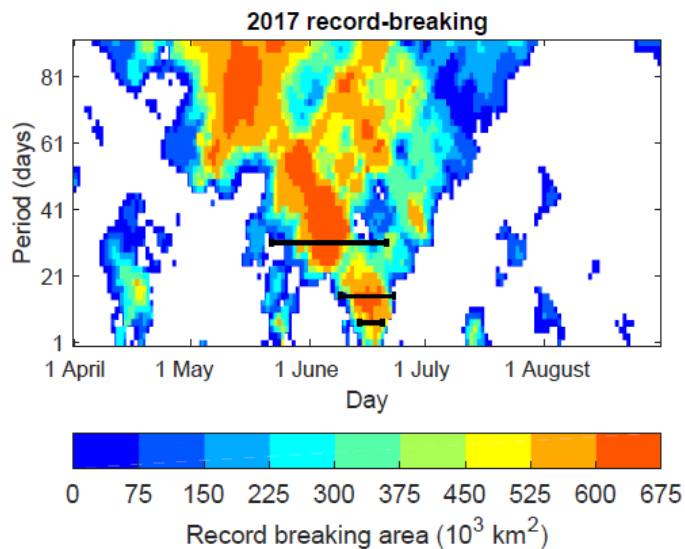 2017 record-breaking
Period (days)
81
61
41
21
1
1 April 1 May 1 June 1 July 1 August
Day
0 75 150 225 300 375 450 525 600 675
Record breaking area (10³ km²)